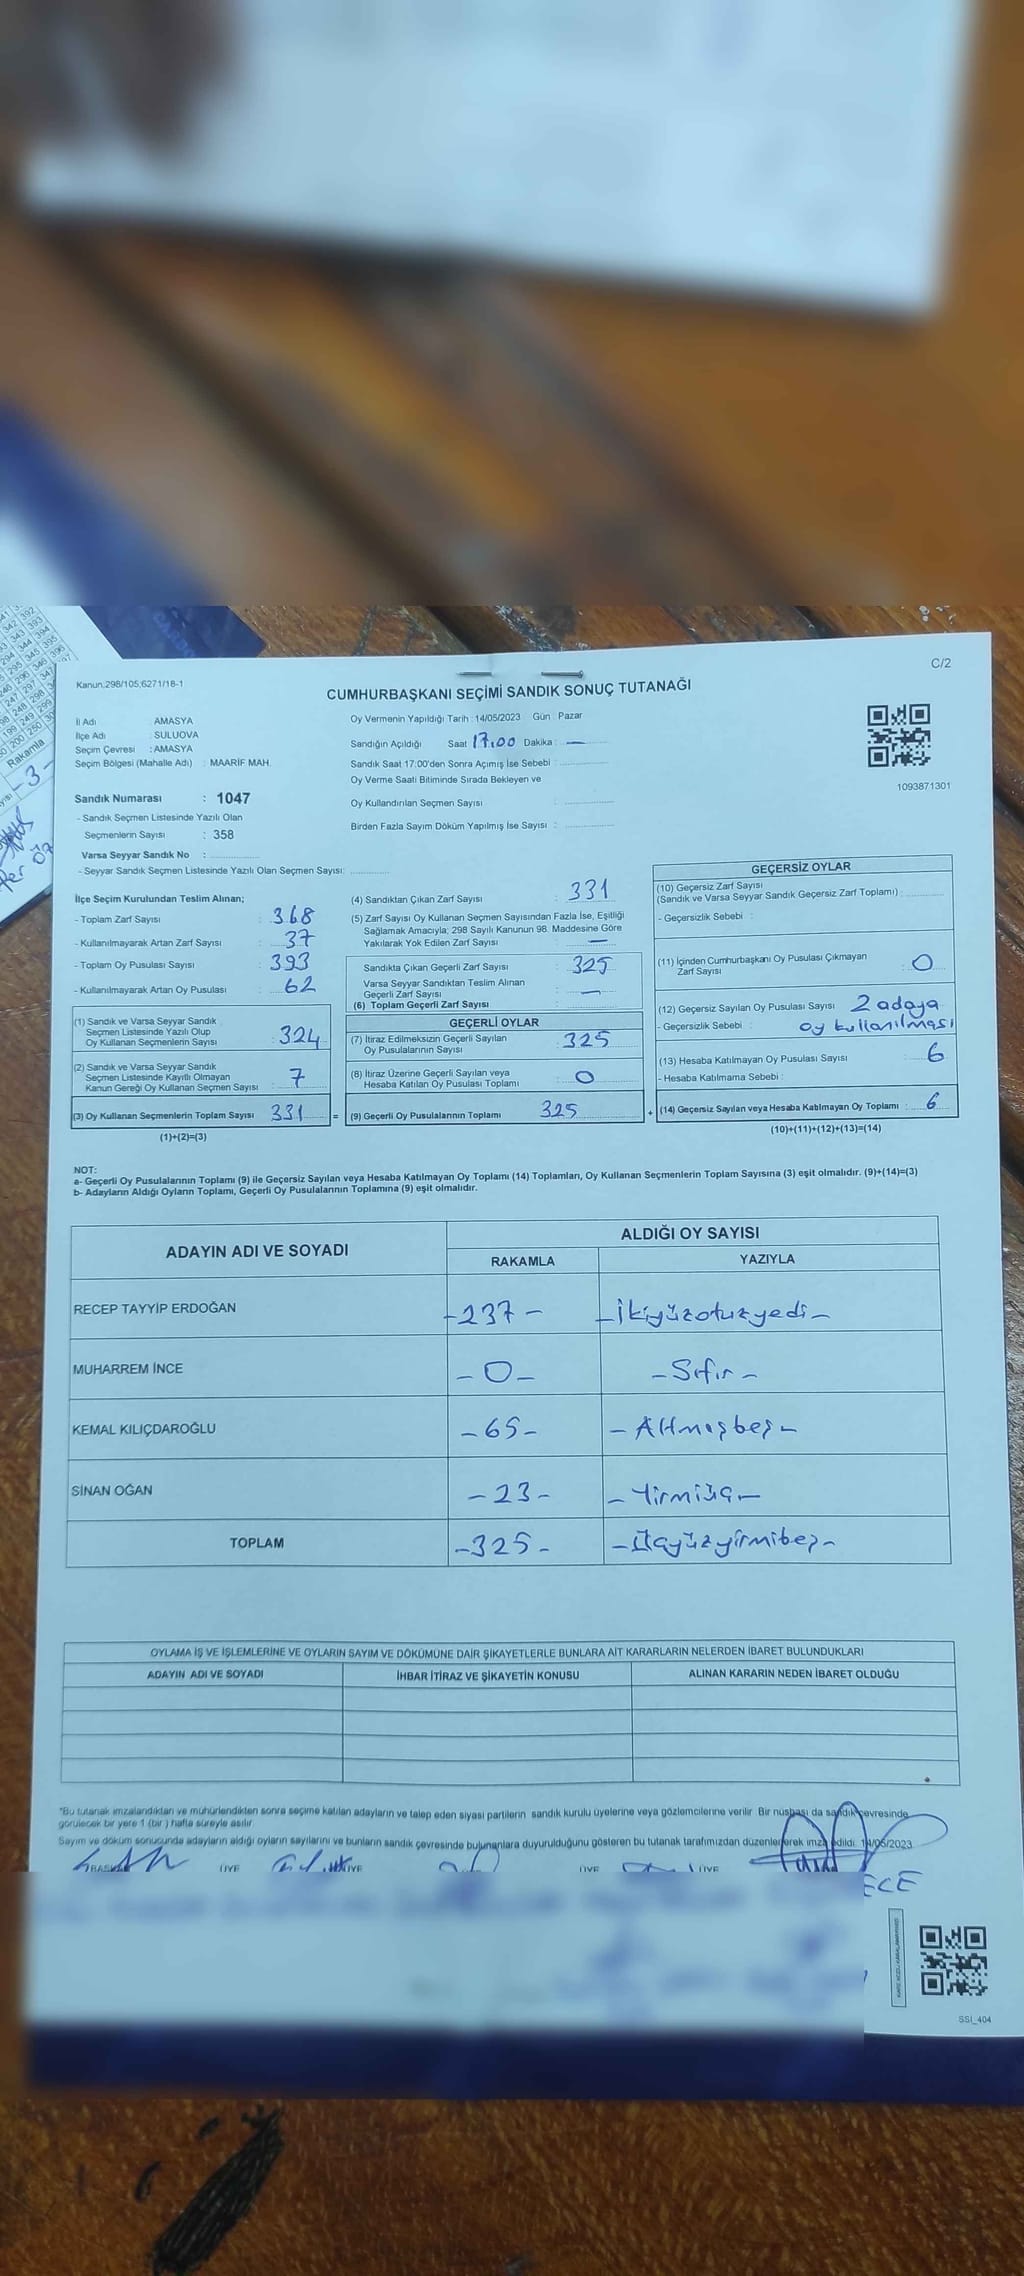 C/2
Kanun:298/105;6271/18-1
CUMHURBAŞKANI SEÇİMİ SANDIK SONUÇ TUTANAĞI
İl Adı : AMASYA
İlçe Adı : SULUOVA
Seçim Çevresi : AMASYA
Seçim Bölgesi (Mahalle Adı) : MAARİF MAH.
Oy Vermenin Yapıldığı Tarih : 14/05/2023 Gün : Pazar
Sandığın Açıldığı Saat 17.00 Dakika : —
Sandık Saat 17:00'den Sonra Açımış İse Sebebi :
Oy Verme Saati Bitiminde Sırada Bekleyen ve
Oy Kullandırılan Seçmen Sayısı :
Birden Fazla Sayım Döküm Yapılmış İse Sayısı :
1093871301
Sandık Numarası : 1047
- Sandık Seçmen Listesinde Yazılı Olan
Seçmenlerin Sayısı : 358
Varsa Seyyar Sandık No :
- Seyyar Sandık Seçmen Listesinde Yazılı Olan Seçmen Sayısı:
İlçe Seçim Kurulundan Teslim Alınan;
- Toplam Zarf Sayısı : 368
- Kullanılmayarak Artan Zarf Sayısı : 37
- Toplam Oy Pusulası Sayısı : 393
- Kullanılmayarak Artan Oy Pusulası : 62
(1) Sandık ve Varsa Seyyar Sandık
Seçmen Listesinde Yazılı Olup
Oy Kullanan Seçmenlerin Sayısı : 324
(2) Sandık ve Varsa Seyyar Sandık
Seçmen Listesinde Kayıtlı Olmayan
Kanun Gereği Oy Kullanan Seçmen Sayısı : 7
(3) Oy Kullanan Seçmenlerin Toplam Sayısı : 331 =
(1)+(2)=(3)
(4) Sandıktan Çıkan Zarf Sayısı : 331
(5) Zarf Sayısı Oy Kullanan Seçmen Sayısından Fazla İse, Eşitliği
Sağlamak Amacıyla; 298 Sayılı Kanunun 98. Maddesine Göre
Yakılarak Yok Edilen Zarf Sayısı : —
Sandıkta Çıkan Geçerli Zarf Sayısı : 325
Varsa Seyyar Sandıktan Teslim Alınan
Geçerli Zarf Sayısı : —
(6) Toplam Geçerli Zarf Sayısı :
GEÇERLİ OYLAR
(7) İtiraz Edilmeksizin Geçerli Sayılan
Oy Pusulalarının Sayısı : 325
(8) İtiraz Üzerine Geçerli Sayılan veya
Hesaba Katılan Oy Pusulası Toplamı : 0
(9) Geçerli Oy Pusulalarının Toplamı : 325 +
GEÇERSİZ OYLAR
(10) Geçersiz Zarf Sayısı
(Sandık ve Varsa Seyyar Sandık Geçersiz Zarf Toplamı) :
- Geçersizlik Sebebi :
(11) İçinden Cumhurbaşkanı Oy Pusulası Çıkmayan
Zarf Sayısı : 0
(12) Geçersiz Sayılan Oy Pusulası Sayısı : 2 adaya
- Geçersizlik Sebebi : oy kullanılması
(13) Hesaba Katılmayan Oy Pusulası Sayısı : 6
- Hesaba Katılmama Sebebi :
(14) Geçersiz Sayılan veya Hesaba Katılmayan Oy Toplamı : 6
(10)+(11)+(12)+(13)=(14)
NOT:
a- Geçerli Oy Pusulalarının Toplamı (9) ile Geçersiz Sayılan veya Hesaba Katılmayan Oy Toplamı (14) Toplamları, Oy Kullanan Seçmenlerin Toplam Sayısına (3) eşit olmalıdır. (9)+(14)=(3)
b- Adayların Aldığı Oyların Toplamı, Geçerli Oy Pusulalarının Toplamına (9) eşit olmalıdır.
ADAYIN ADI VE SOYADI
ALDIĞI OY SAYISI
RAKAMLA YAZIYLA
RECEP TAYYİP ERDOĞAN -237- -İkiyüzotuzyedi-
MUHARREM İNCE -0- -Sıfır-
KEMAL KILIÇDAROĞLU -65- -Altmışbeş-
SİNAN OĞAN -23- -Yirmiüç-
TOPLAM -325- -Üçyüzyirmibeş-
OYLAMA İŞ VE İŞLEMLERİNE VE OYLARIN SAYIM VE DÖKÜMÜNE DAİR ŞİKAYETLERLE BUNLARA AİT KARARLARIN NELERDEN İBARET BULUNDUKLARI
ADAYIN ADI VE SOYADI İHBAR İTİRAZ VE ŞİKAYETİN KONUSU ALINAN KARARIN NEDEN İBARET OLDUĞU
*Bu tutanak imzalandıktan ve mühürlendikten sonra seçime katılan adayların ve talep eden siyasi partilerin sandık kurulu üyelerine veya gözlemcilerine verilir. Bir nüshası da sandık çevresinde
görülecek bir yere 1 (bir) hafta süreyle asılır.
Sayım ve döküm sonucunda adayların aldığı oyların sayılarını ve bunların sandık çevresinde bulunanlara duyurulduğunu gösteren bu tutanak tarafımızdan düzenlenerek imza edildi. 14/05/2023
BAŞKAN ÜYE ÜYE ÜYE ÜYE
ECE
SSI_404